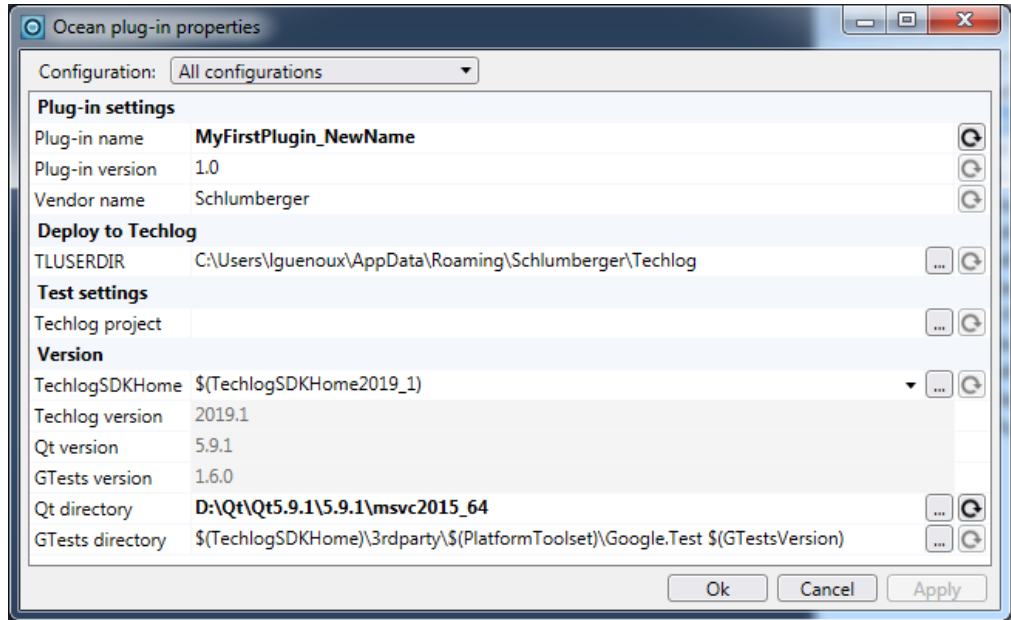 Ocean plug-in properties
Configuration: All configurations
Plug-in settings
Plug-in name MyFirstPlugin_NewName
Plug-in version 1.0
Vendor name Schlumberger
Deploy to Techlog
TLUSERDIR C:\Users\lguenoux\AppData\Roaming\Schlumberger\Techlog ...
Test settings
Techlog project ...
Version
TechlogSDKHome $(TechlogSDKHome2019_1) ...
Techlog version 2019.1
Qt version 5.9.1
GTests version 1.6.0
Qt directory D:\Qt\Qt5.9.1\5.9.1\msvc2015_64 ...
GTests directory $(TechlogSDKHome)\3rdparty\$(PlatformToolset)\Google.Test $(GTestsVersion) ...
Ok Cancel Apply